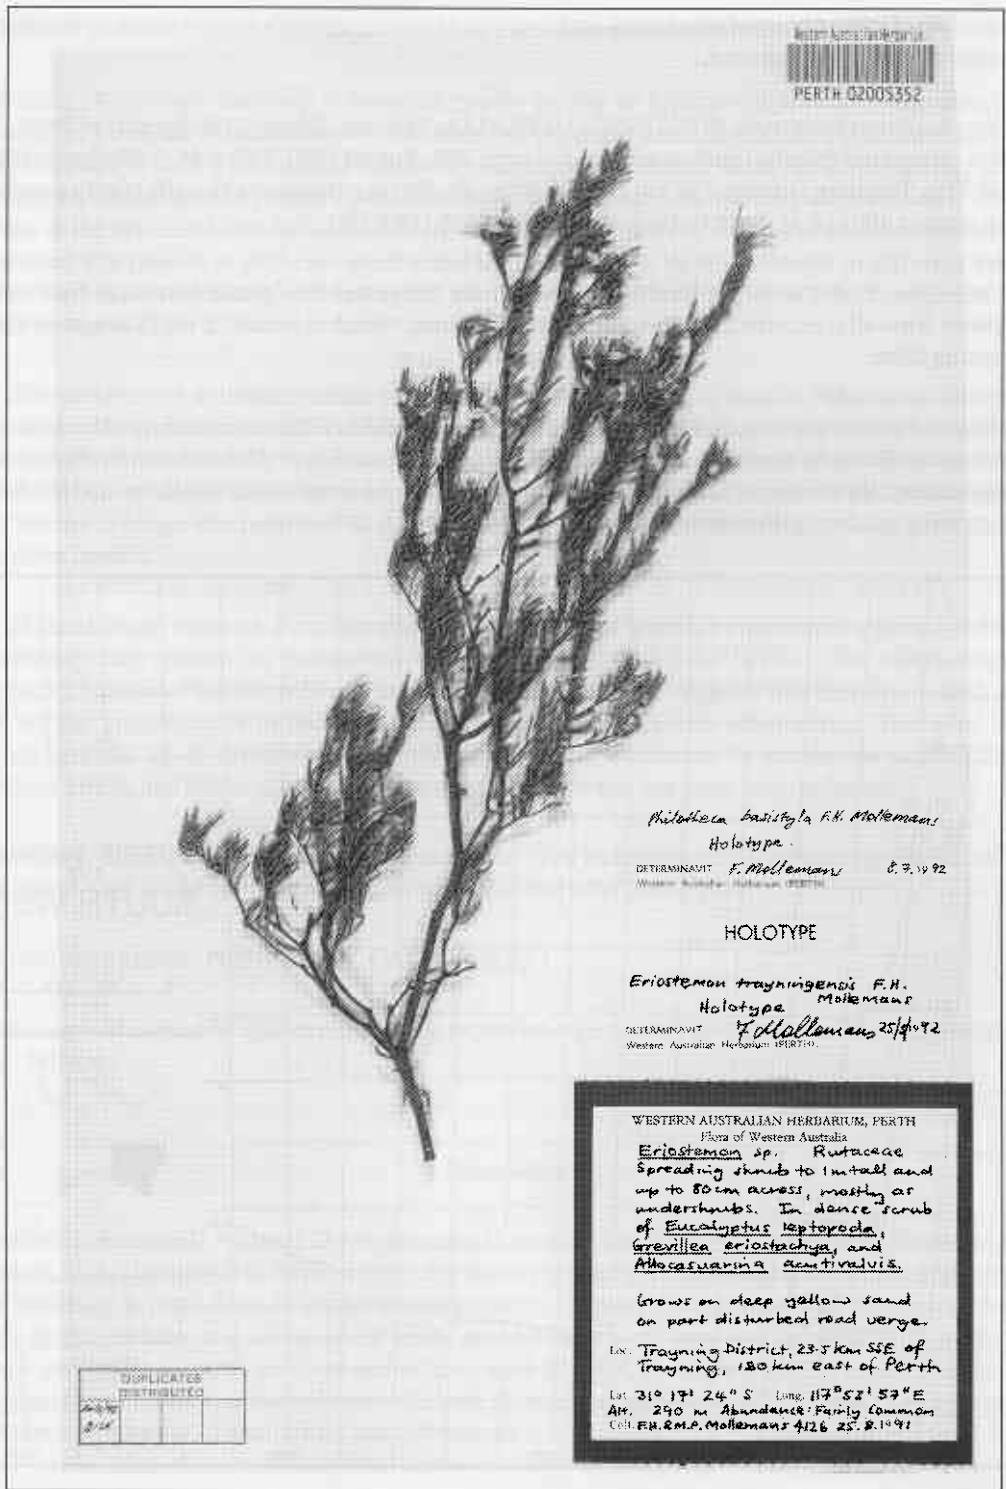 Western Australian Herbarium
PERTH 02005352
Philotheca basistyla F.H. Mollemans
Holotype.
DETERMINAVIT F. Mollemans 8.7.1992
Western Australian Herbarium (PERTH)
HOLOTYPE
Eriostemon trayningensis F.H.
Mollemans
Holotype
DETERMINAVIT F Mollemans 25/ /1992
Western Australian Herbarium (PERTH)
WESTERN AUSTRALIAN HERBARIUM, PERTH
Flora of Western Australia
Eriostemon sp. Rutaceae
Spreading shrub to 1m tall and
up to 80cm across, mostly as
undershrubs. In dense scrub
of Eucalyptus leptopoda,
Grevillea eriostachya, and
Allocasuarina acutivalvis.
Grows on deep yellow sand
on part disturbed road verge.
Loc. Trayning District, 23.5 km SSE of
Trayning, 180 km east of Perth
Lat 31° 17' 24" S Long. 117° 52' 57" E
Alt. 290 m Abundance: Fairly Common
Coll. F.H. & M.P. Mollemans 4126 25.8.1991
DUPLICATES
DISTRIBUTED